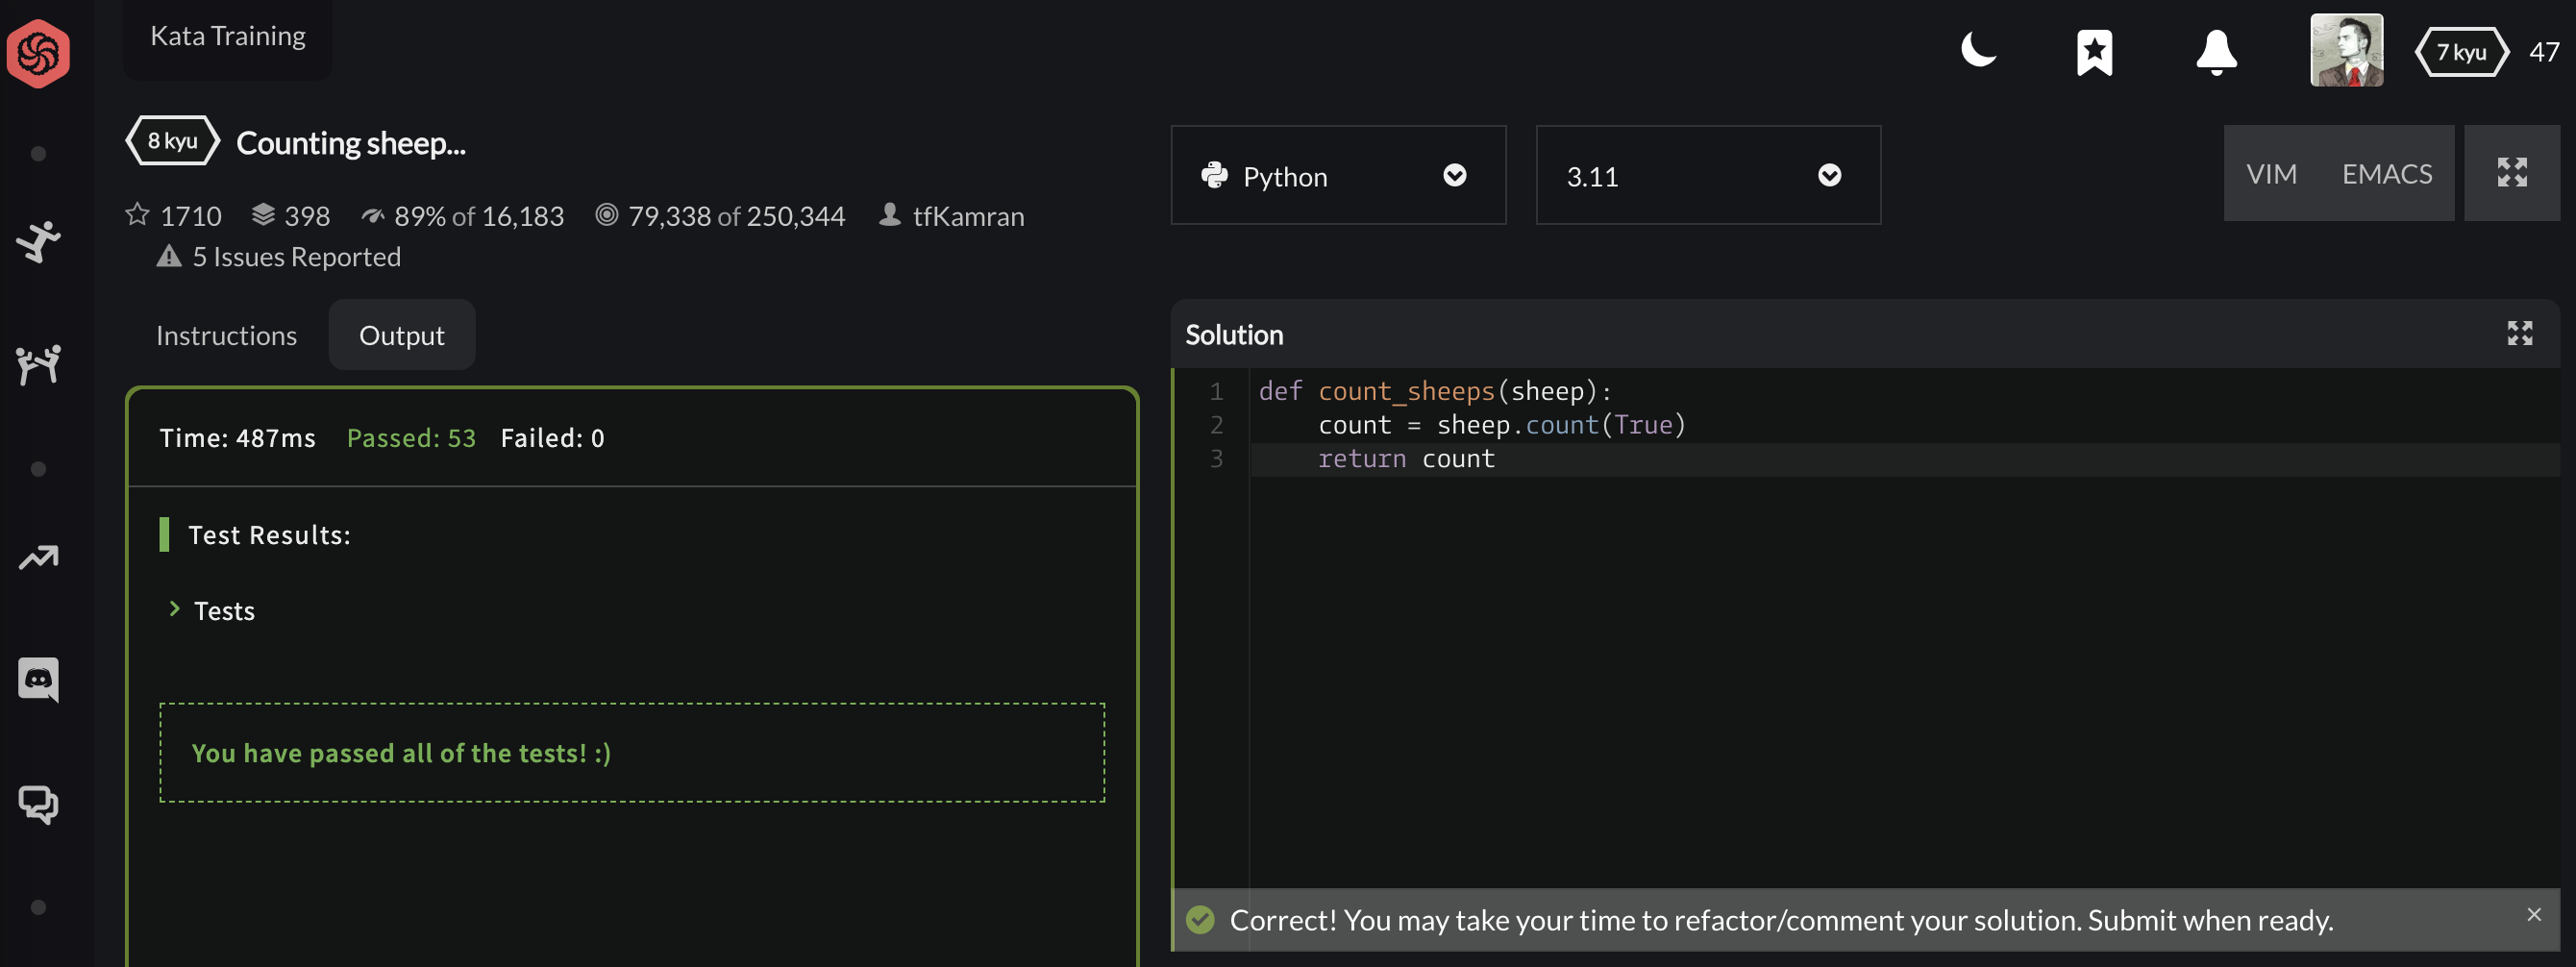 Kata Training
7 kyu 47
8 kyu Counting sheep...
1710 398 89% of 16,183 79,338 of 250,344 tfKamran
5 Issues Reported
Python
3.11
VIM EMACS
Instructions Output
Time: 487ms Passed: 53 Failed: 0
Test Results:
Tests
You have passed all of the tests! :)
Solution
1 def count_sheeps(sheep):
2 count = sheep.count(True)
3 return count
Correct! You may take your time to refactor/comment your solution. Submit when ready.